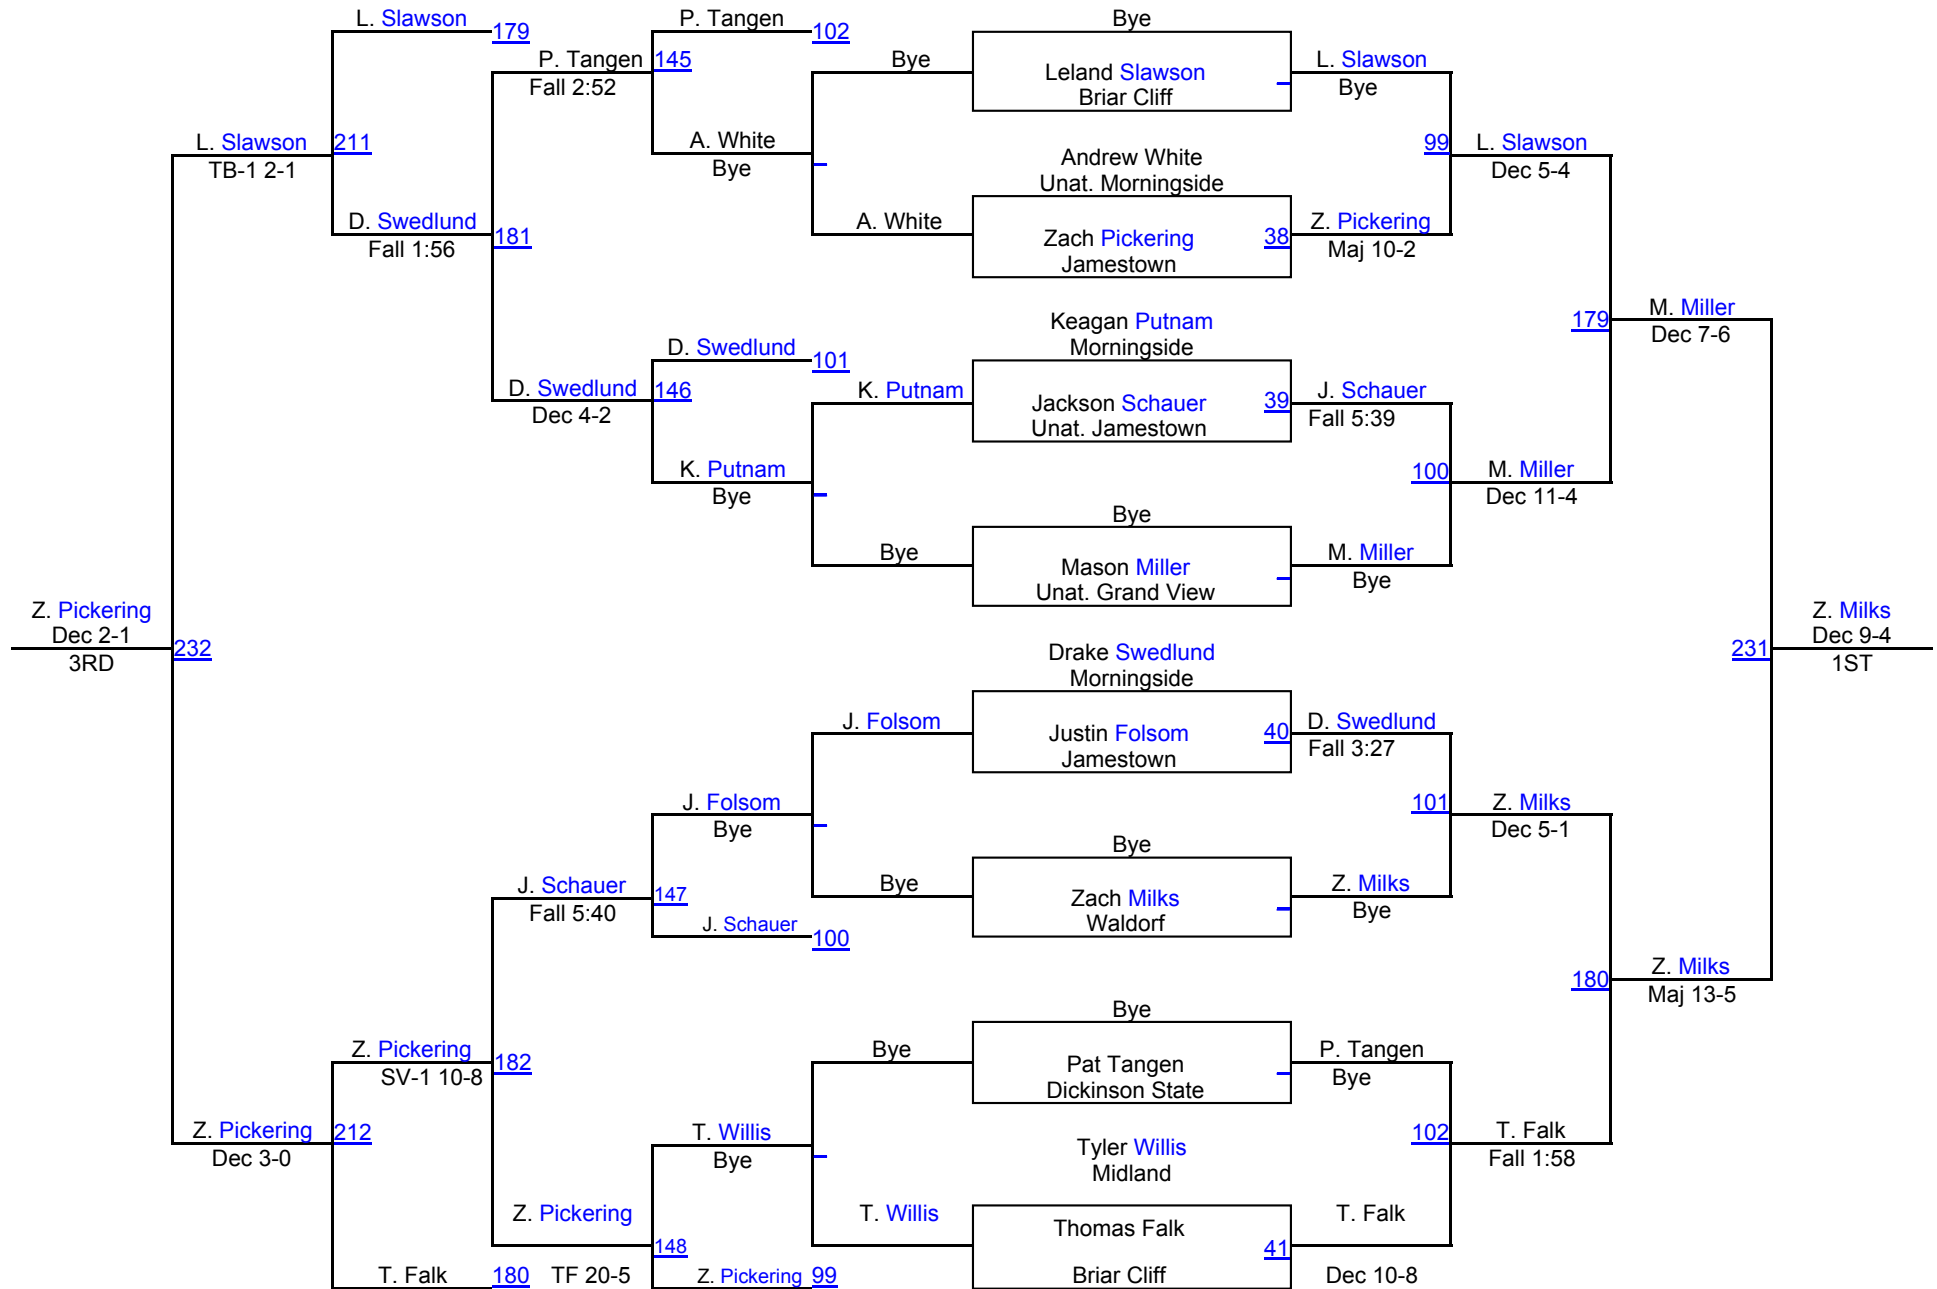 L. Slawson
179
P. Tangen
102
Bye
P. Tangen
145
Fall 2:52
Bye
Leland Slawson
Briar Cliff
L. Slawson
Bye
L. Slawson
211
TB-1 2-1
A. White
Bye
Andrew White
Unat. Morningside
99
L. Slawson
Dec 5-4
D. Swedlund
Fall 1:56
181
A. White
Zach Pickering
Jamestown
38
Z. Pickering
Maj 10-2
Keagan Putnam
Morningside
179
M. Miller
Dec 7-6
D. Swedlund
101
D. Swedlund
146
Dec 4-2
K. Putnam
Jackson Schauer
Unat. Jamestown
39
J. Schauer
Fall 5:39
K. Putnam
Bye
100
M. Miller
Dec 11-4
Bye
Bye
Mason Miller
Unat. Grand View
M. Miller
Bye
Z. Pickering
Dec 2-1
3RD
232
Z. Milks
Dec 9-4
1ST
231
Drake Swedlund
Morningside
J. Folsom
Justin Folsom
Jamestown
40
D. Swedlund
Fall 3:27
J. Folsom
Bye
101
Z. Milks
Dec 5-1
Bye
J. Schauer
147
Fall 5:40
Bye
Zach Milks
Waldorf
Z. Milks
Bye
J. Schauer
100
180
Z. Milks
Maj 13-5
Bye
Z. Pickering
182
SV-1 10-8
Bye
Pat Tangen
Dickinson State
P. Tangen
Bye
Z. Pickering
212
Dec 3-0
T. Willis
Bye
Tyler Willis
Midland
102
T. Falk
Fall 1:58
Z. Pickering
148
T. Willis
Thomas Falk
41
T. Falk
T. Falk
180
TF 20-5
Z. Pickering
99
Briar Cliff
Dec 10-8